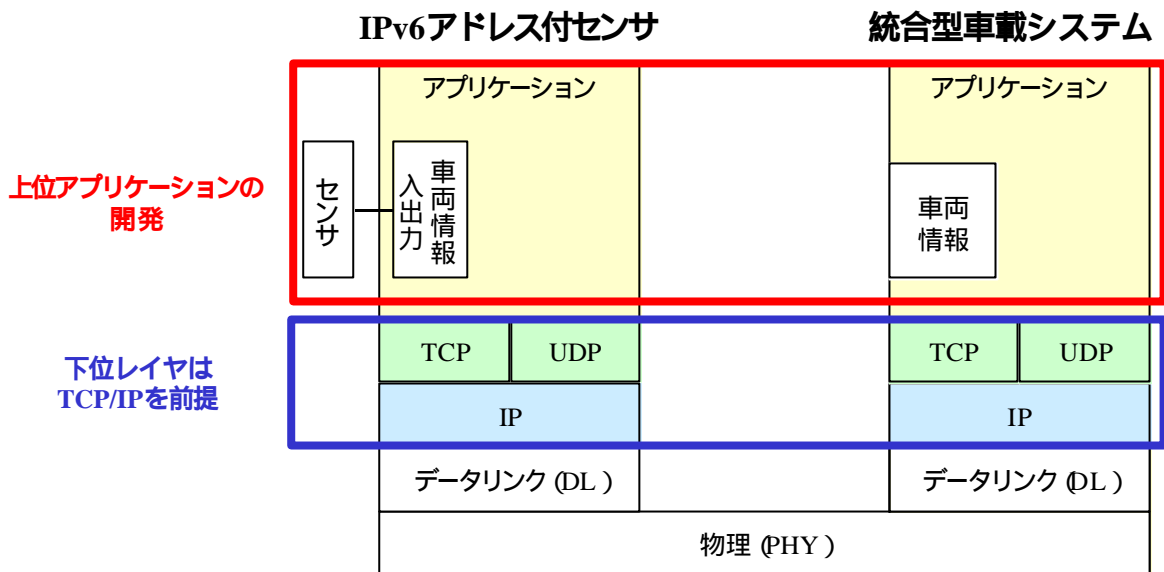 IPv6アドレス付センサ
統合型車載システム
アプリケーション
アプリケーション
上位アプリケーションの
開発
センサ
車両情報
入出力
車両
情報
下位レイヤは
TCP/IPを前提
TCP
UDP
TCP
UDP
IP
IP
データリンク(DL)
データリンク(DL)
物理(PHY)